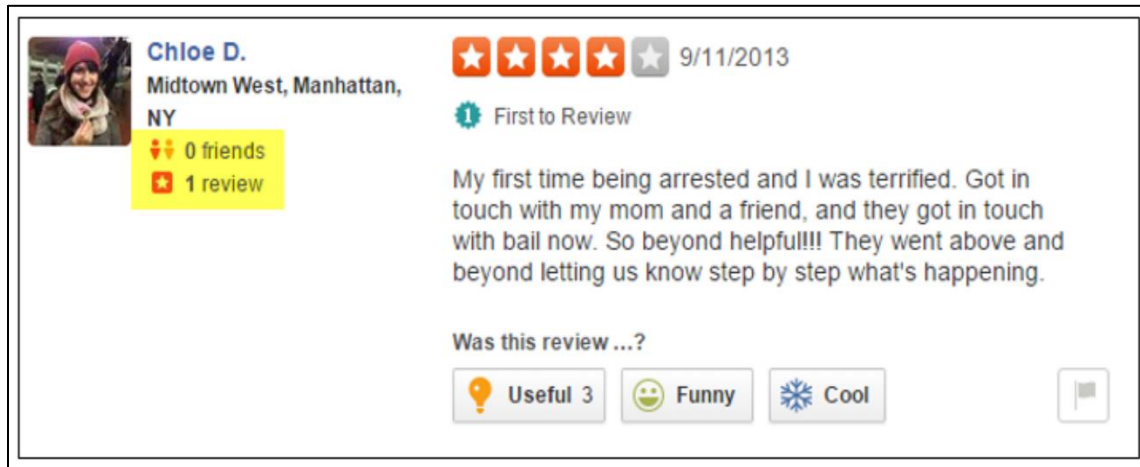 Chloe D.
Midtown West, Manhattan,
NY
0 friends
1 review
9/11/2013
1 First to Review
My first time being arrested and I was terrified. Got in
touch with my mom and a friend, and they got in touch
with bail now. So beyond helpful!!! They went above and
beyond letting us know step by step what's happening.
Was this review ...?
Useful 3
Funny
Cool